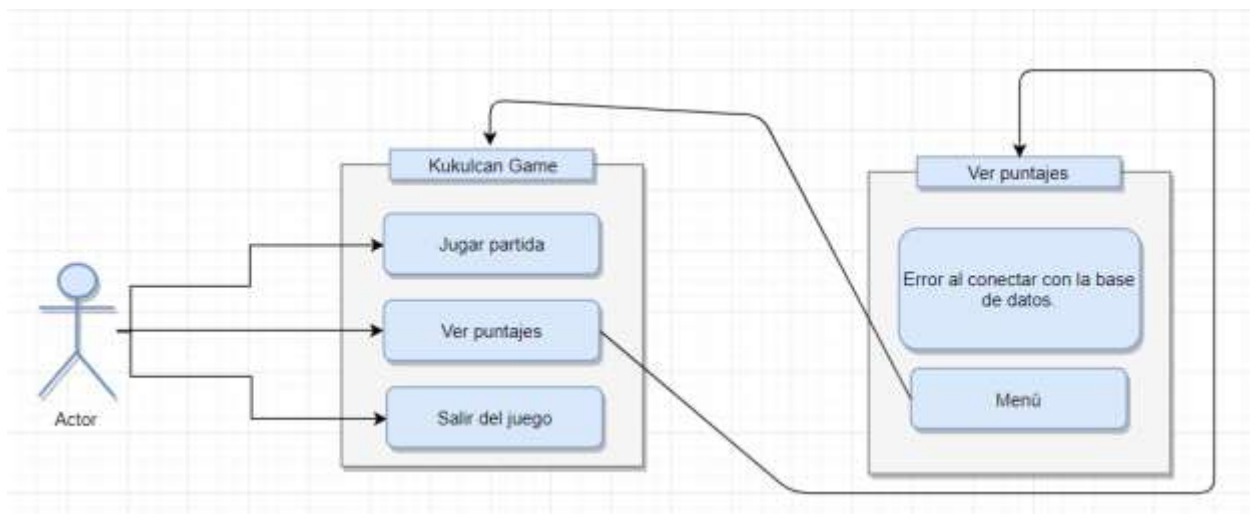 Kukulcan Game
Jugar partida
Ver puntajes
Salir del juego
Actor
Ver puntajes
Error al conectar con la base
de datos.
Menú